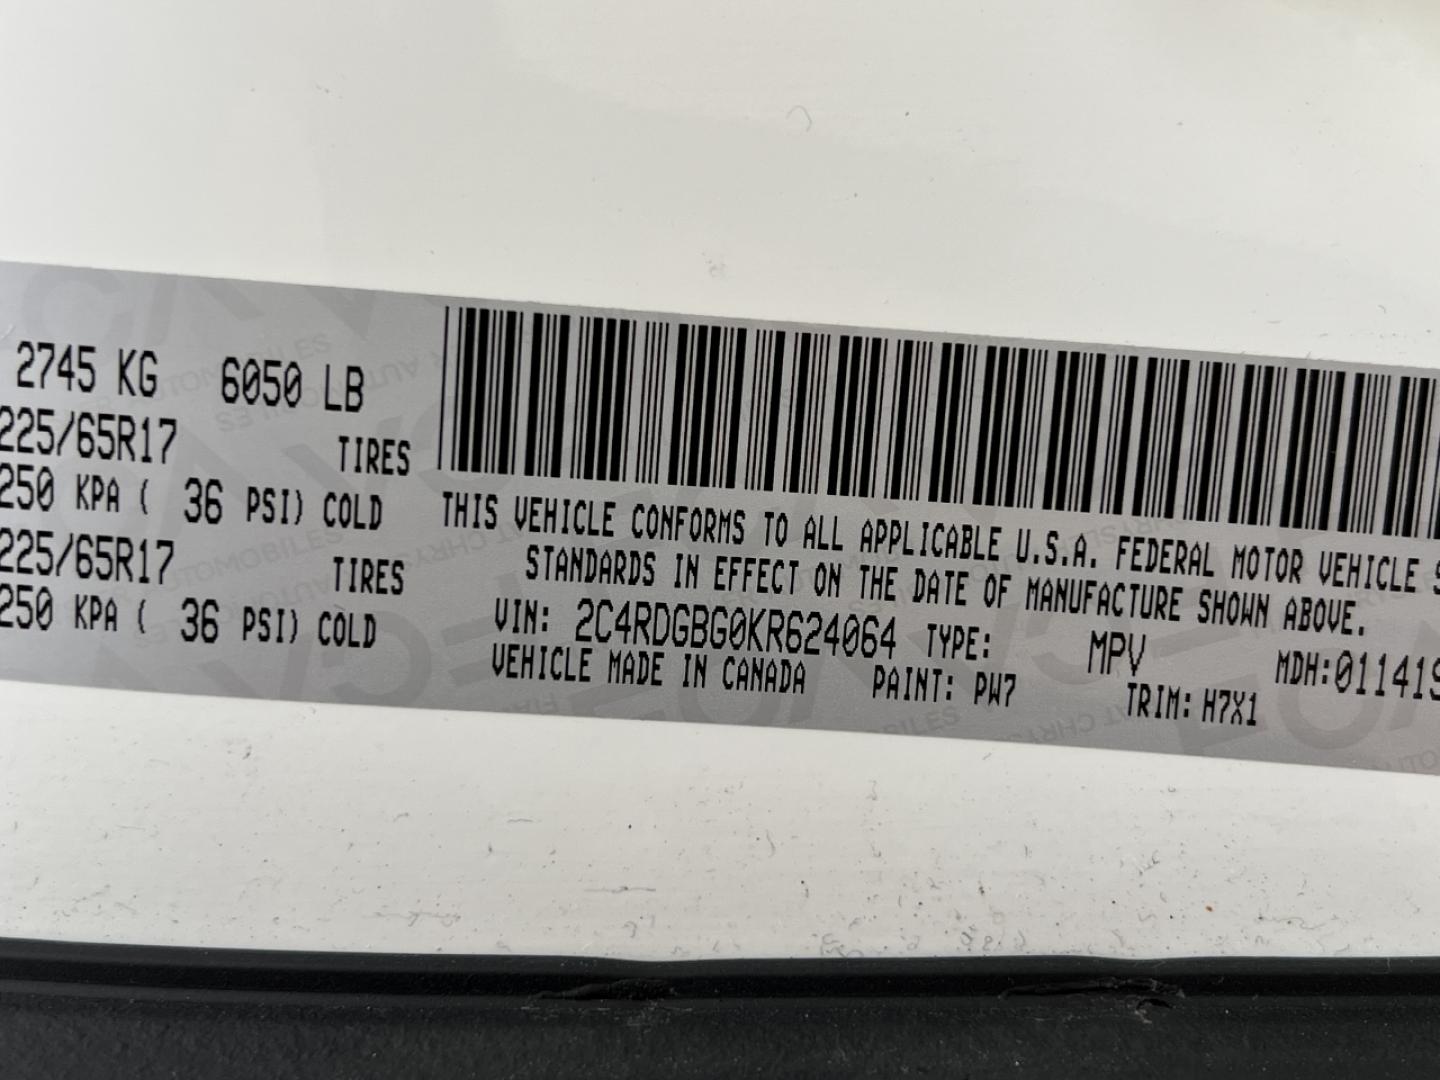 2745 KG 6050 LB
225/65R17 TIRES
250 KPA ( 36 PSI) COLD
225/65R17 TIRES
250 KPA ( 36 PSI) COLD
THIS VEHICLE CONFORMS TO ALL APPLICABLE U.S.A. FEDERAL MOTOR VEHICLE S
STANDARDS IN EFFECT ON THE DATE OF MANUFACTURE SHOWN ABOVE.
VIN: 2C4RDGBG0KR624064 TYPE: MPV MDH:011419
VEHICLE MADE IN CANADA PAINT: PW7 TRIM: H7X1